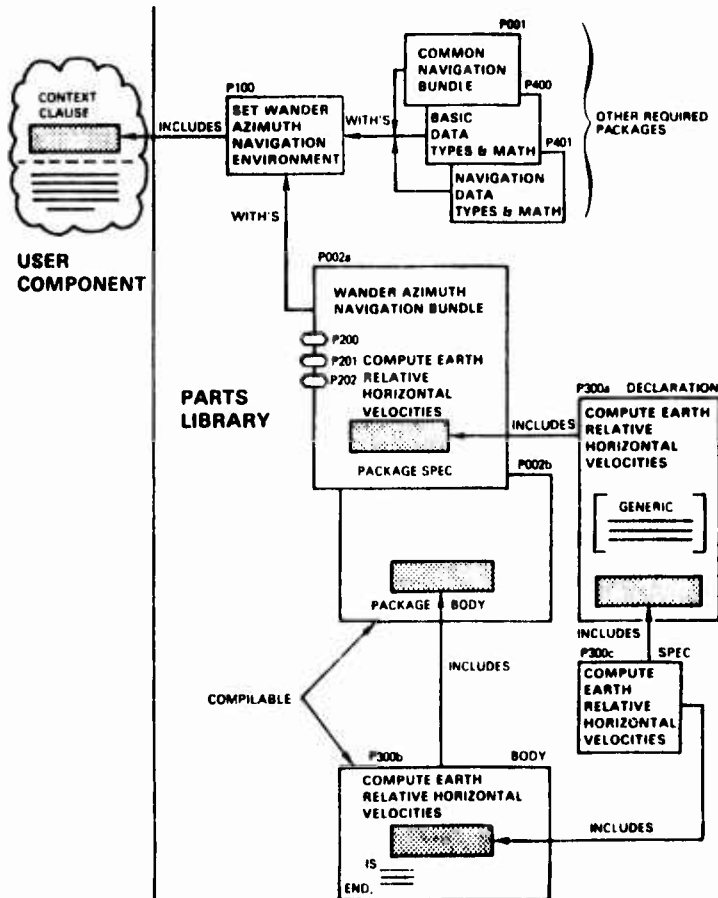 P001
COMMON
NAVIGATION
BUNDLE
P400
BASIC
DATA
TYPES & MATH
P401
NAVIGATION
DATA
TYPES & MATH
OTHER REQUIRED
PACKAGES
P100
SET WANDER
AZIMUTH
NAVIGATION
ENVIRONMENT
WITH'S
INCLUDES
CONTEXT
CLAUSE
USER
COMPONENT
WITH'S
PARTS
LIBRARY
P002a
WANDER AZIMUTH
NAVIGATION BUNDLE
P200
P201 COMPUTE EARTH
P202 RELATIVE
HORIZONTAL
VELOCITIES
PACKAGE SPEC
INCLUDES
P300a DECLARATION
COMPUTE EARTH
RELATIVE
HORIZONTAL
VELOCITIES
GENERIC
P002b
PACKAGE BODY
INCLUDES
P300c SPEC
COMPUTE
EARTH
RELATIVE
HORIZONTAL
VELOCITIES
INCLUDES
COMPILABLE
P300b BODY
COMPUTE EARTH
RELATIVE HORIZONTAL
VELOCITIES
INCLUDES
IS
END,